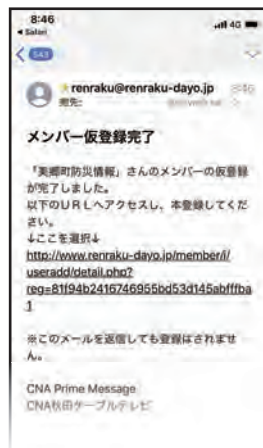 8:46
4G
◀ Safari
543
★renraku@renraku-dayo.jp 8:46
宛先:
メンバー仮登録完了
「美郷町防災情報」さんのメンバーの仮登録
が完了しました。
以下のURLへアクセスし、本登録してくだ
さい。
↓ここを選択↓
http://www.renraku-dayo.jp/member/i/
useradd/detail.php?
reg=81f94b2416746955bd53d145abfffba
1
※このメールを返信しても登録はされませ
ん。
CNA Prime Message
CNA秋田ケーブルテレビ